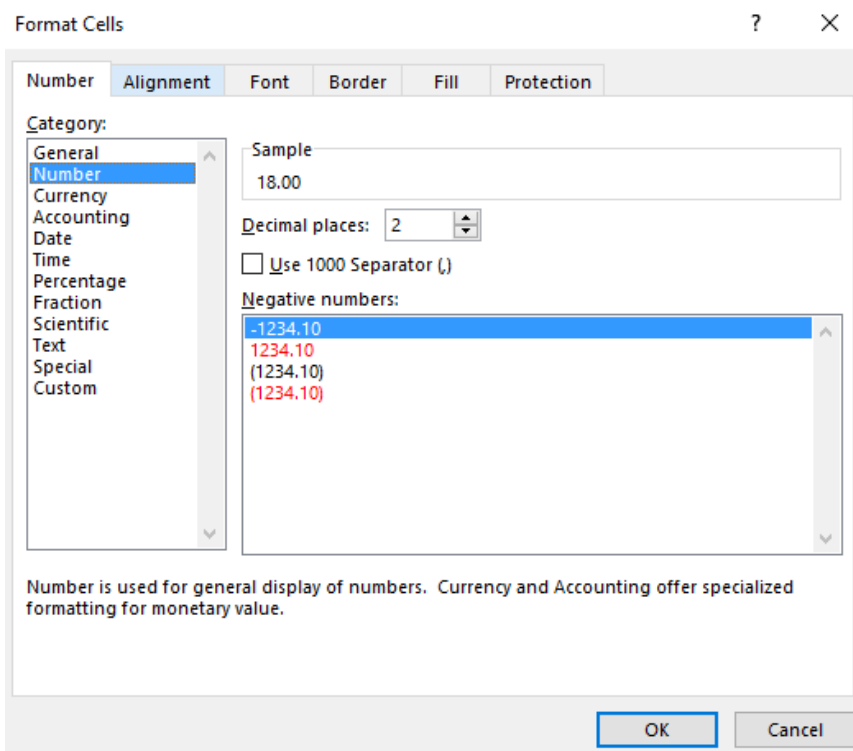 Format Cells ? ×
Number Alignment Font Border Fill Protection
Category:
General
Number
Currency
Accounting
Date
Time
Percentage
Fraction
Scientific
Text
Special
Custom
Sample
18.00
Decimal places: 2
Use 1000 Separator (,)
Negative numbers:
-1234.10
1234.10
(1234.10)
(1234.10)
Number is used for general display of numbers. Currency and Accounting offer specialized
formatting for monetary value.
OK Cancel